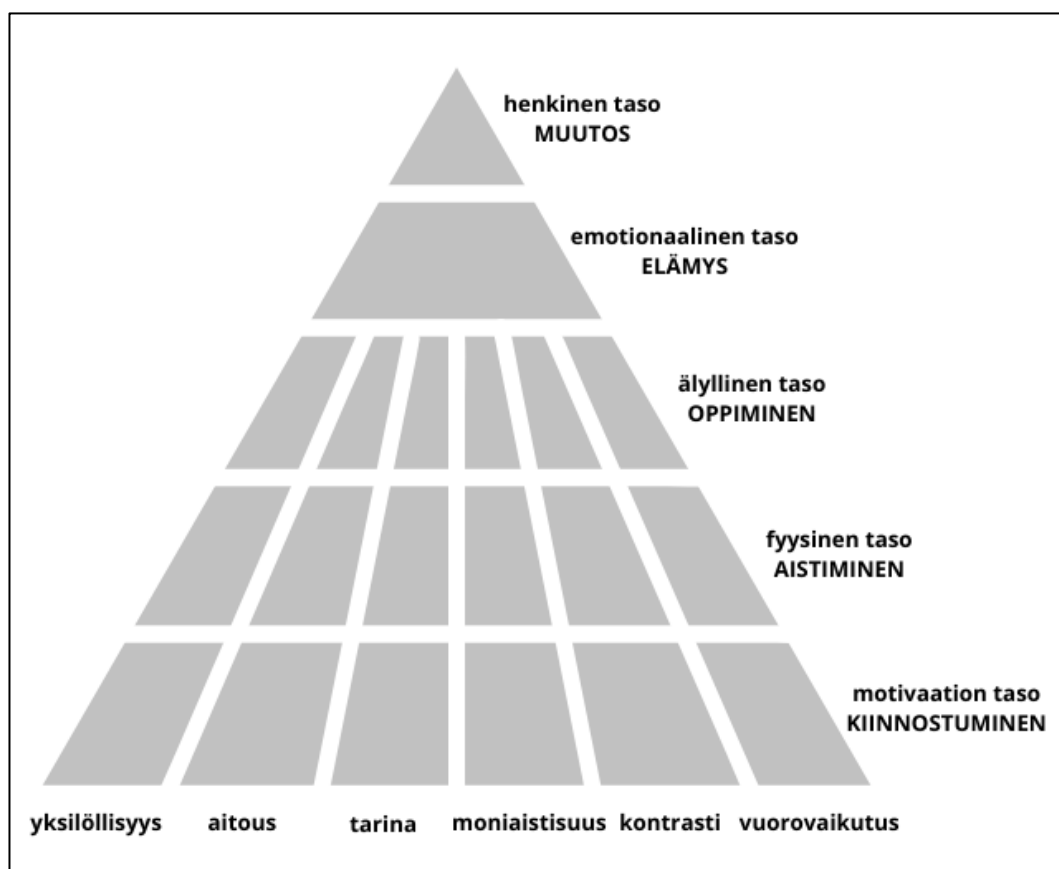 henkinen taso
MUUTOS
emotionaalinen taso
ELÄMYS
älyllinen taso
OPPIMINEN
fyysinen taso
AISTIMINEN
motivaation taso
KIINNOSTUMINEN
yksilöllisyys aitous tarina moniaistisuus kontrasti vuorovaikutus